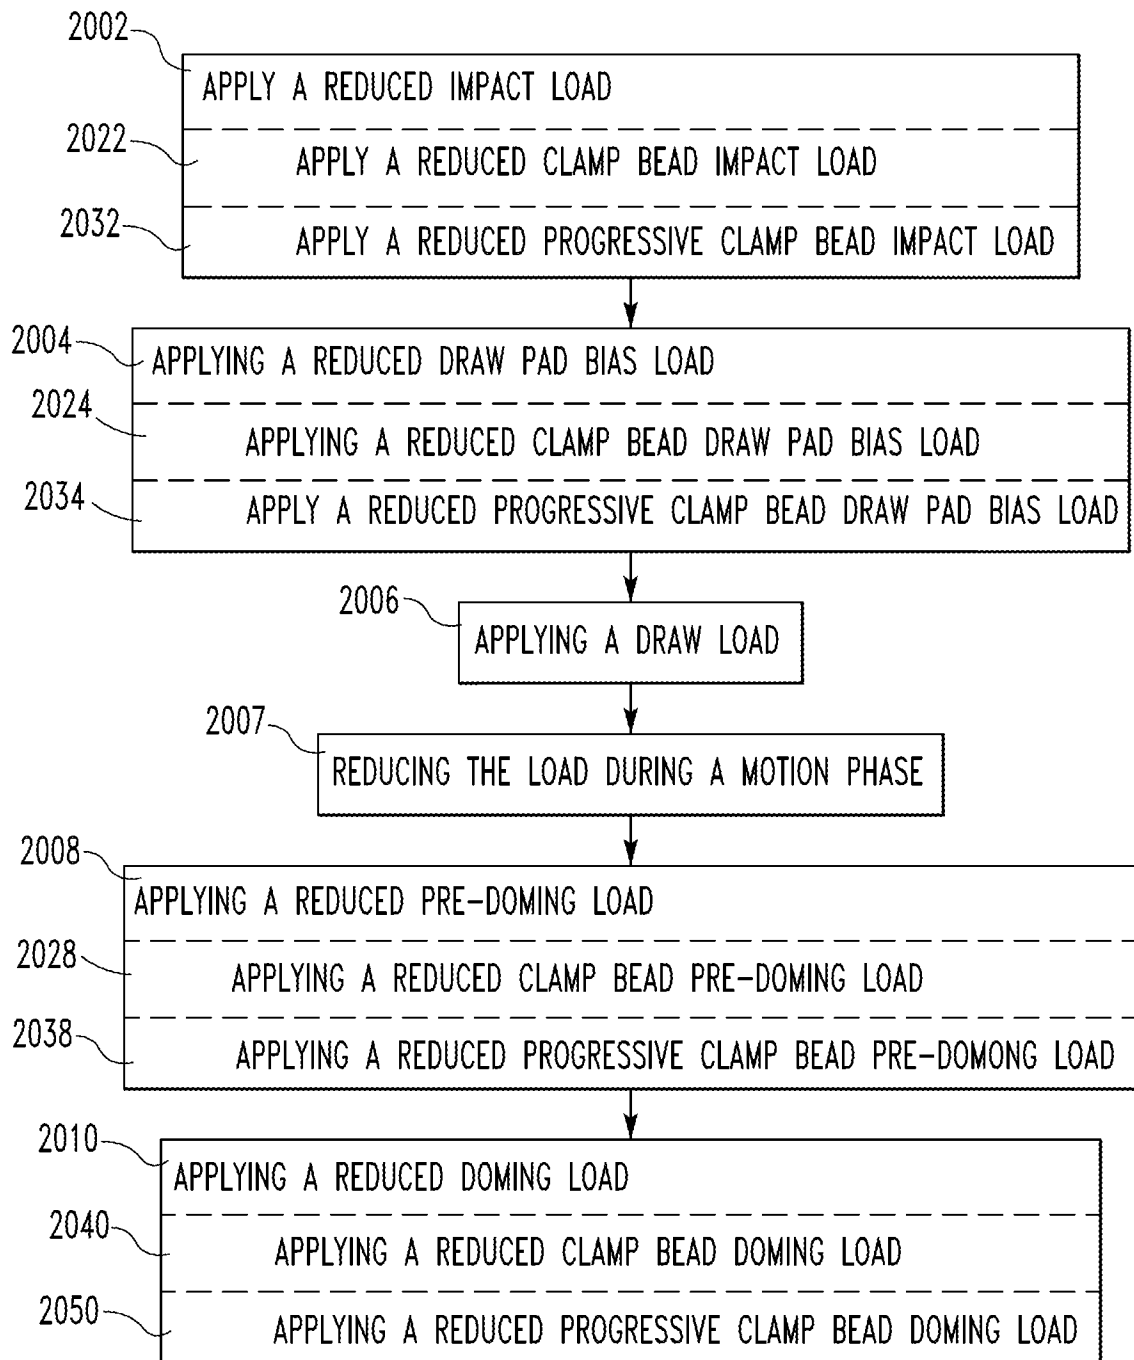 2002
APPLY A REDUCED IMPACT LOAD
2022
APPLY A REDUCED CLAMP BEAD IMPACT LOAD
2032
APPLY A REDUCED PROGRESSIVE CLAMP BEAD IMPACT LOAD
2004
APPLYING A REDUCED DRAW PAD BIAS LOAD
2024
APPLYING A REDUCED CLAMP BEAD DRAW PAD BIAS LOAD
2034
APPLY A REDUCED PROGRESSIVE CLAMP BEAD DRAW PAD BIAS LOAD
2006
APPLYING A DRAW LOAD
2007
REDUCING THE LOAD DURING A MOTION PHASE
2008
APPLYING A REDUCED PRE-DOMING LOAD
2028
APPLYING A REDUCED CLAMP BEAD PRE-DOMING LOAD
2038
APPLYING A REDUCED PROGRESSIVE CLAMP BEAD PRE-DOMONG LOAD
2010
APPLYING A REDUCED DOMING LOAD
2040
APPLYING A REDUCED CLAMP BEAD DOMING LOAD
2050
APPLYING A REDUCED PROGRESSIVE CLAMP BEAD DOMING LOAD